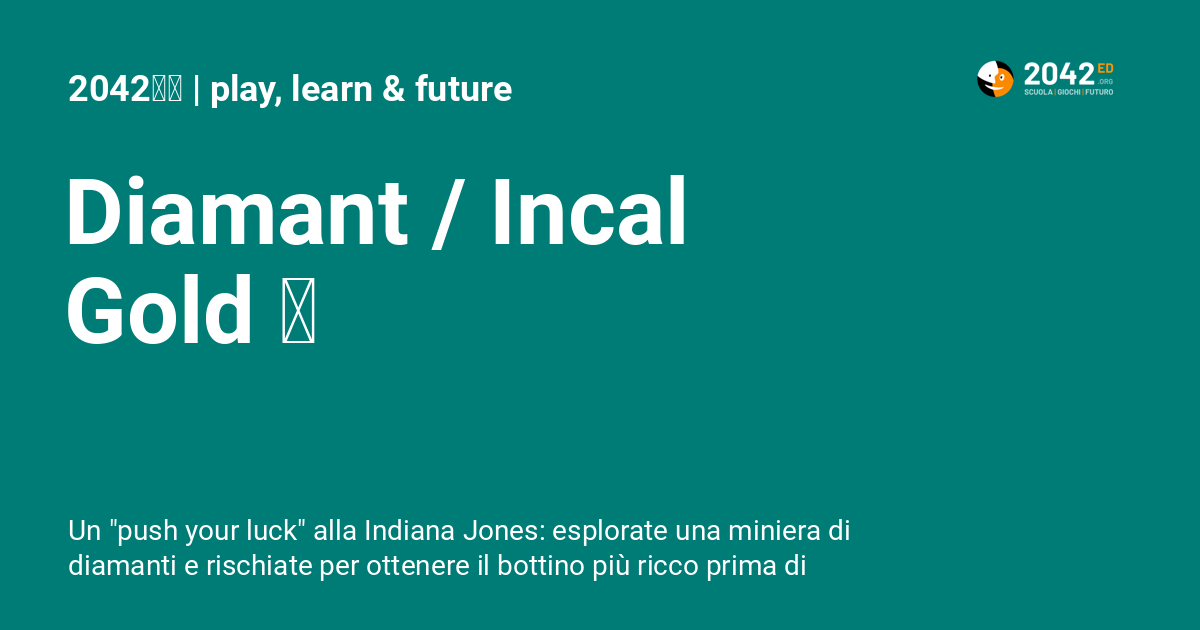 2042 | play, learn & future
2042 ED
.ORG
SCUOLA | GIOCHI | FUTURO
Diamant / Incal
Gold
Un "push your luck" alla Indiana Jones: esplorate una miniera di
diamanti e rischiate per ottenere il bottino più ricco prima di